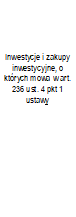 Inwestycje i zakupy
inwestycyjne, o
których mowa w art.
236 ust. 4 pkt 1
ustawy